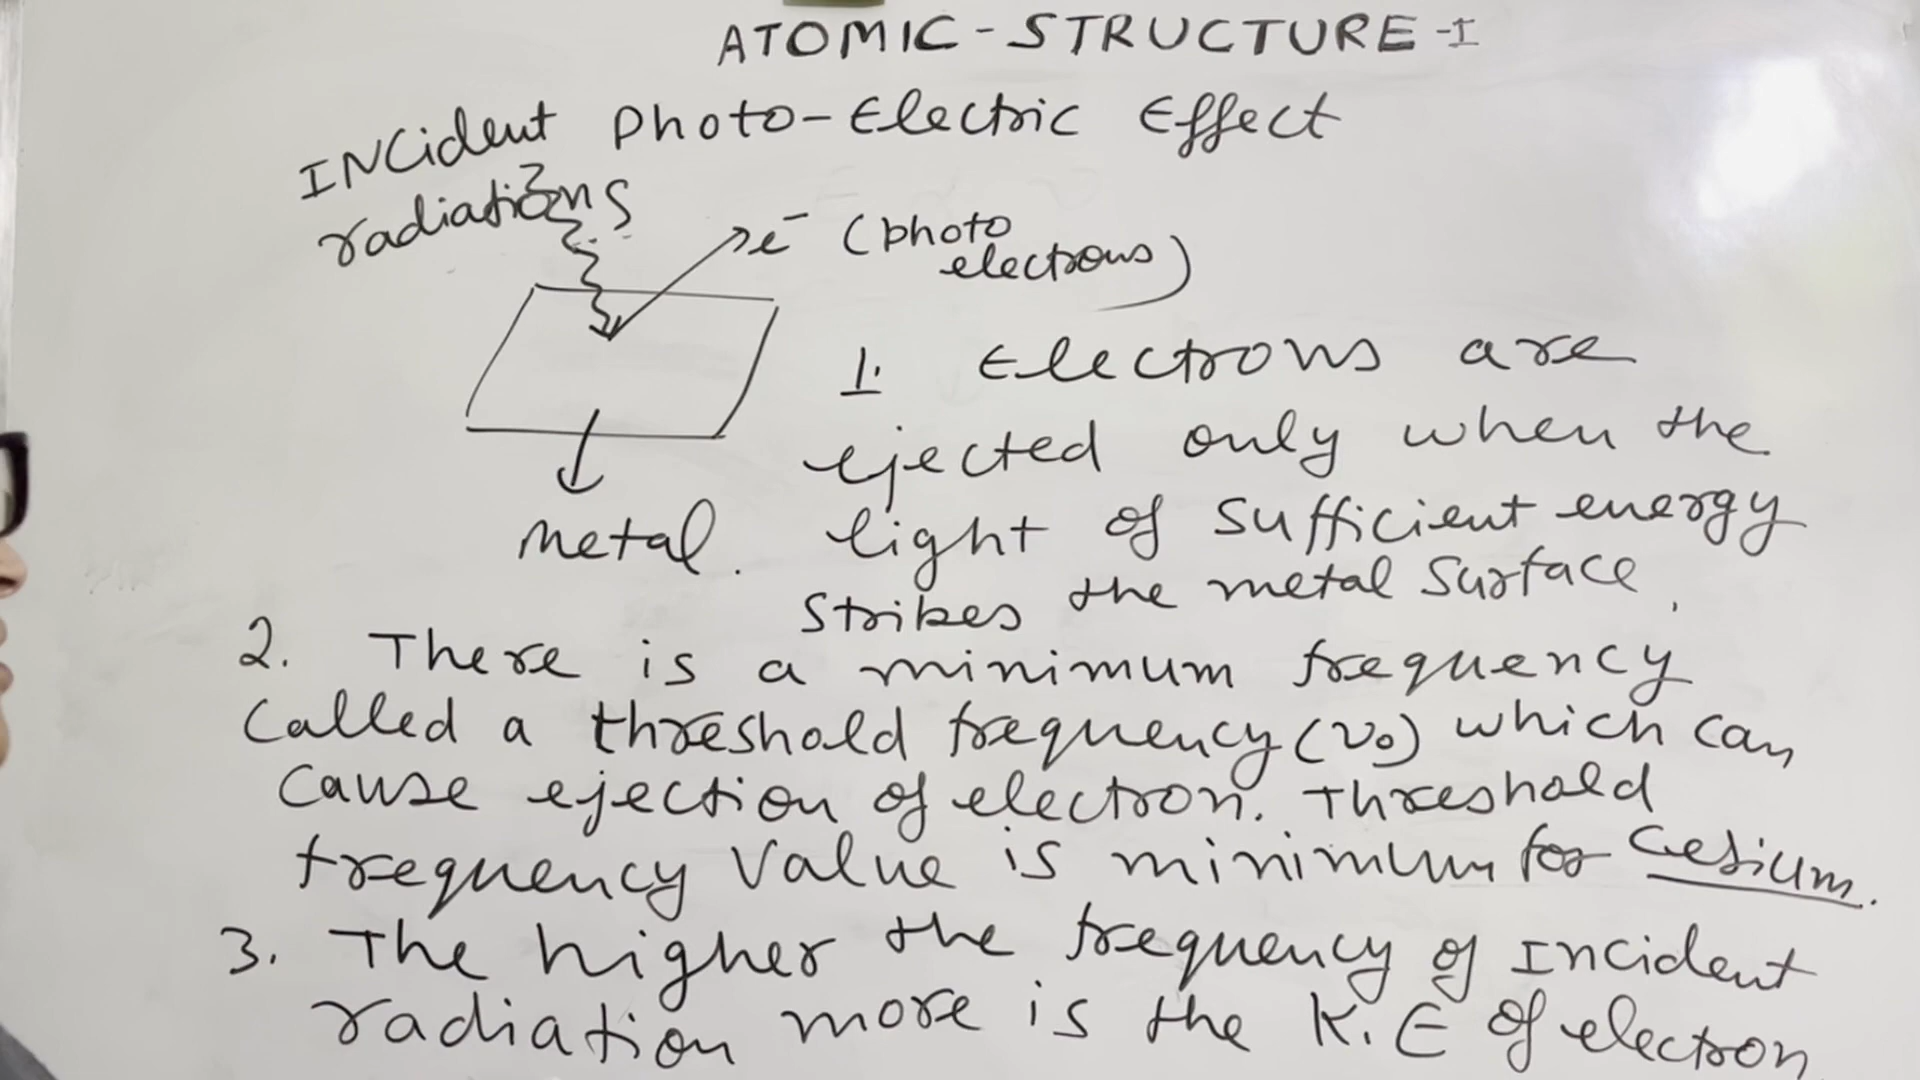 ATOMIC-STRUCTURE-I
Photo-Electric Effect
INCident
radiations
e⁻ (photo
electrons)
Metal.
1. Electrons are
ejected only when the
light of sufficient energy
strikes the metal surface.
2. There is a minimum frequency
called a threshold frequency (ν₀) which can
cause ejection of electron. Threshold
frequency value is minimum for Cesium.
3. The higher the frequency of Incident
radiation more is the K.E of electron